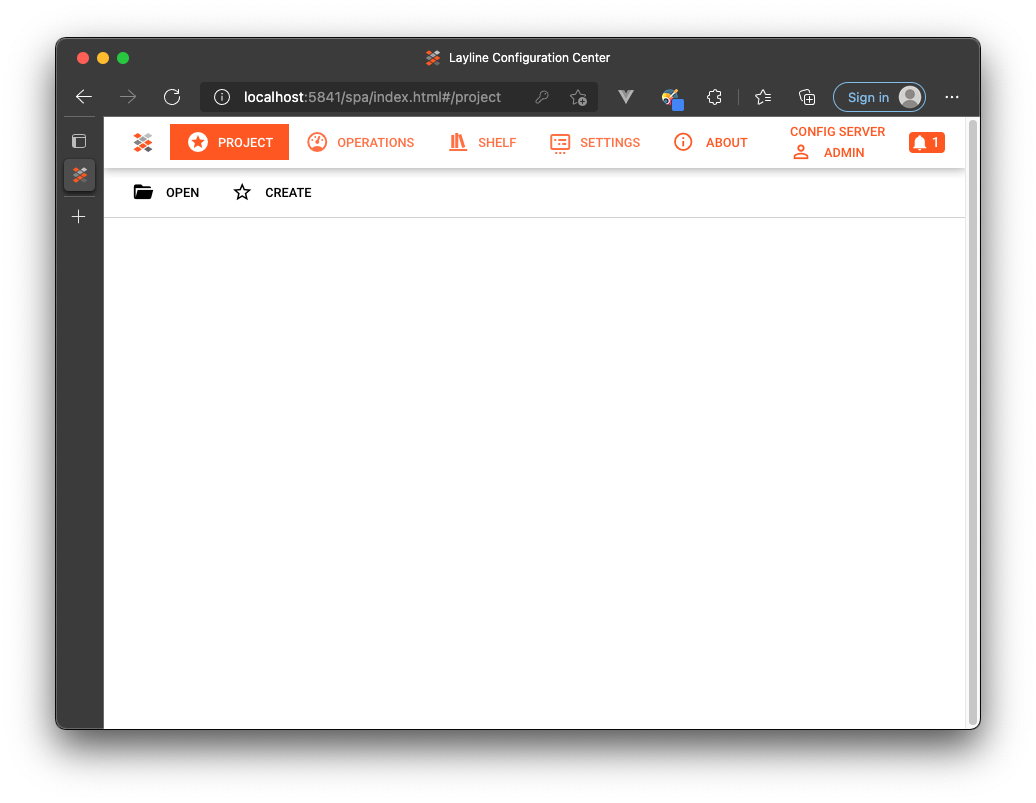 Layline Configuration Center
localhost:5841/spa/index.html#/project
Sign in
PROJECT OPERATIONS SHELF SETTINGS ABOUT
CONFIG SERVER
ADMIN
1
OPEN CREATE